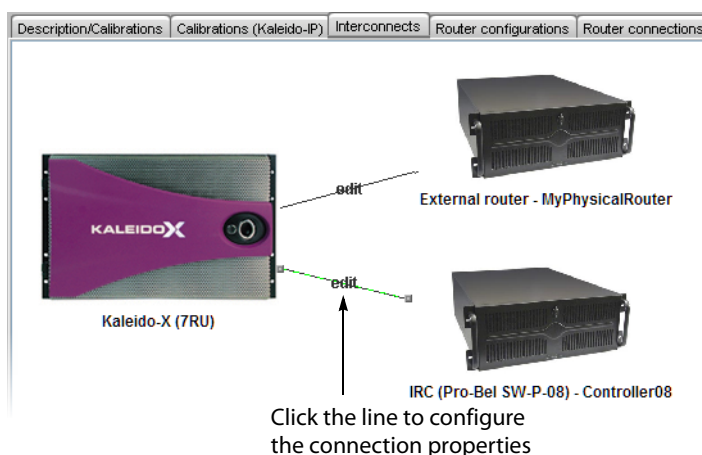 Description/Calibrations Calibrations (Kaleido-IP) Interconnects Router configurations Router connections
edit
External router - MyPhysicalRouter
KALEIDOX
edit
Kaleido-X (7RU)
IRC (Pro-Bel SW-P-08) - Controller08
Click the line to configure
the connection properties